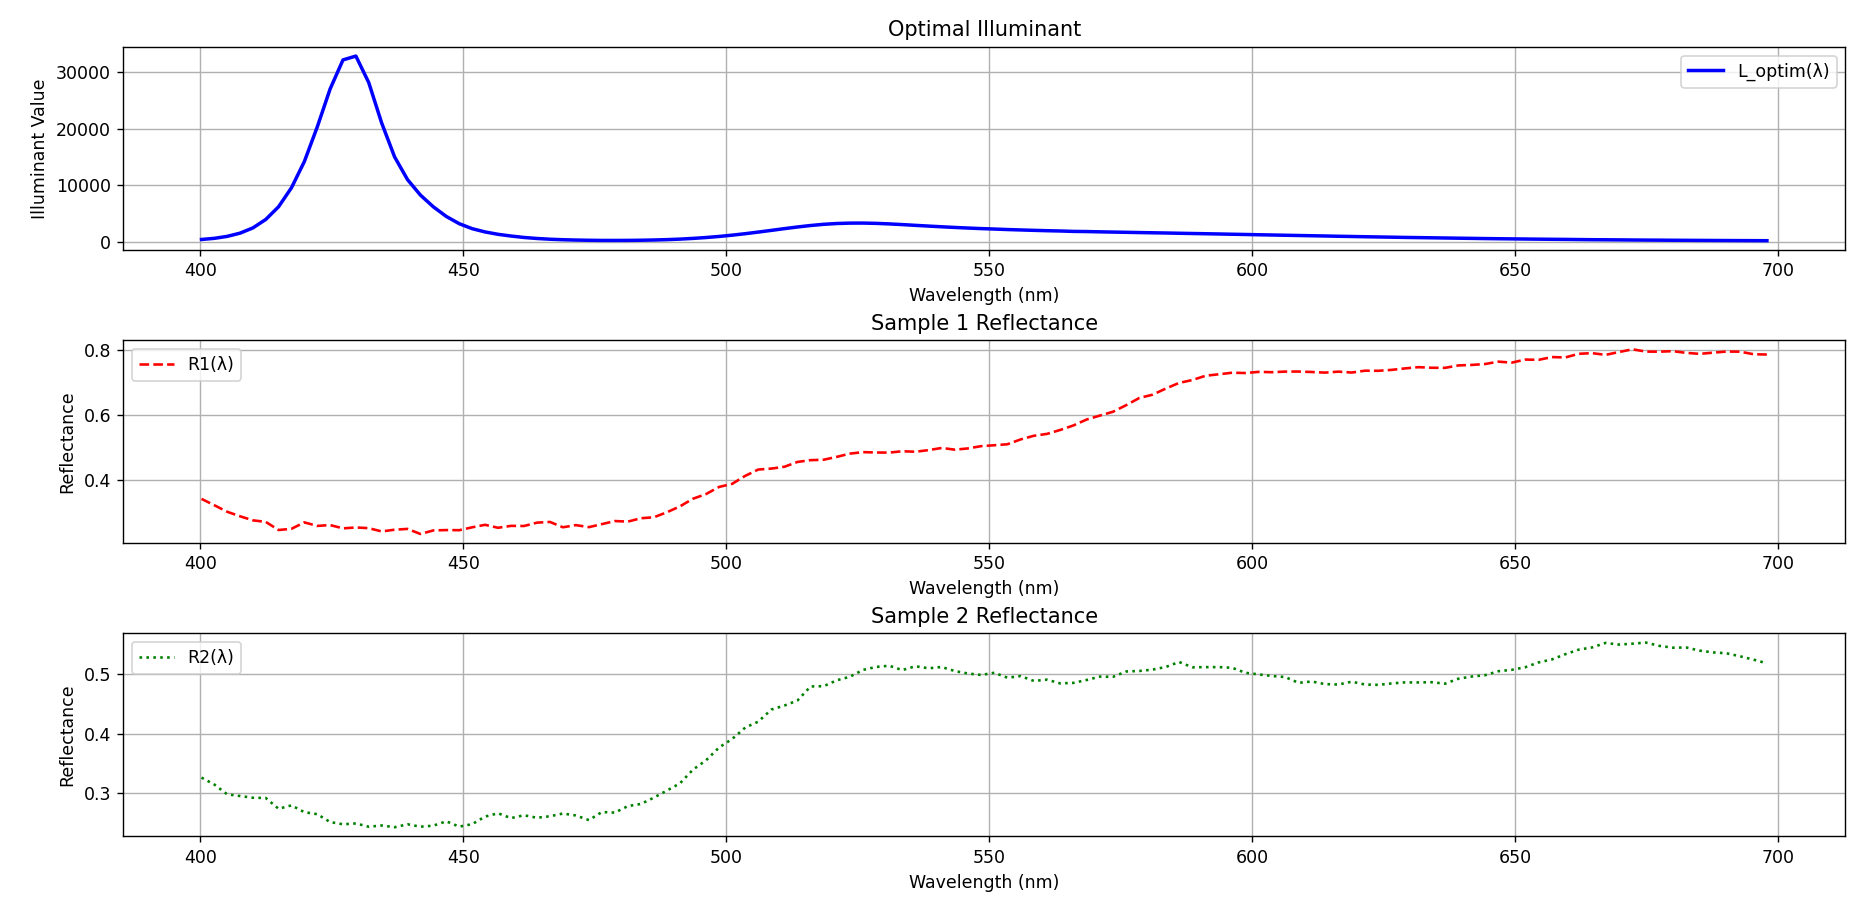 Optimal Illuminant
Illuminant Value
30000
20000
10000
0
L_optim(λ)
400 450 500 550 600 650 700
Wavelength (nm)
Sample 1 Reflectance
Reflectance
0.8
0.6
0.4
R1(λ)
400 450 500 550 600 650 700
Wavelength (nm)
Sample 2 Reflectance
Reflectance
0.5
0.4
0.3
R2(λ)
400 450 500 550 600 650 700
Wavelength (nm)